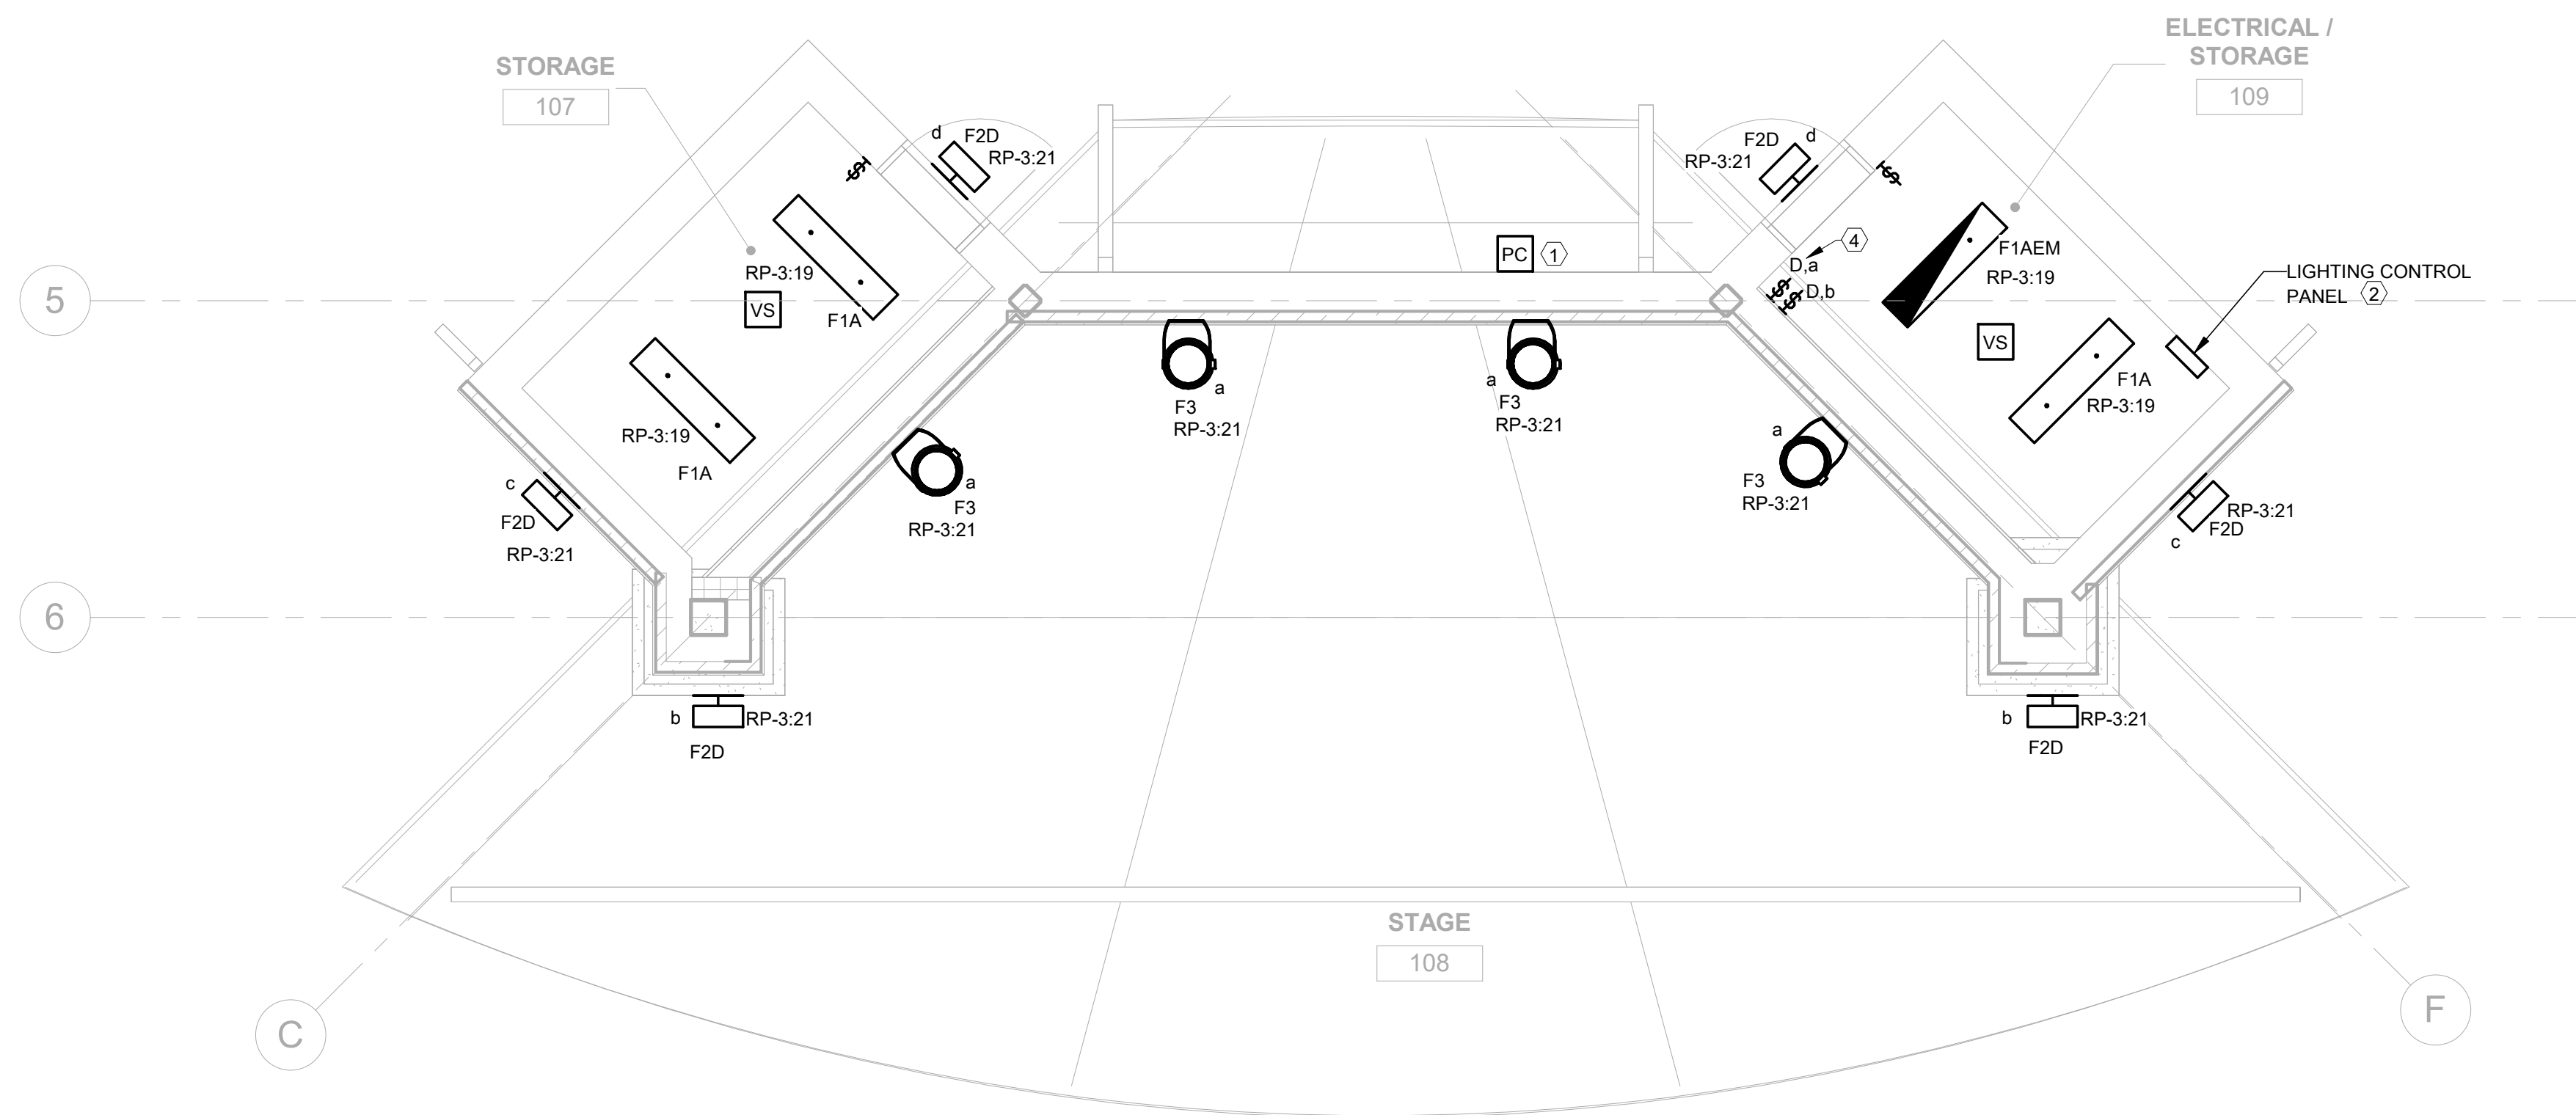 ELECTRICAL /
STORAGE
109
STORAGE
107
d
F2D
RP-3:21
F2D
d
RP-3:21
$
$
4
D,a
D,b
$$
PC
1
F1AEM
RP-3:19
LIGHTING CONTROL
PANEL
2
RP-3:19
VS
F1A
5
VS
F1A
RP-3:19
a
F3
RP-3:21
a
F3
RP-3:21
RP-3:19
F1A
a
F3
RP-3:21
a
F3
RP-3:21
c
F2D
RP-3:21
RP-3:21
F2D
c
6
b
RP-3:21
F2D
b
RP-3:21
F2D
STAGE
108
C
F